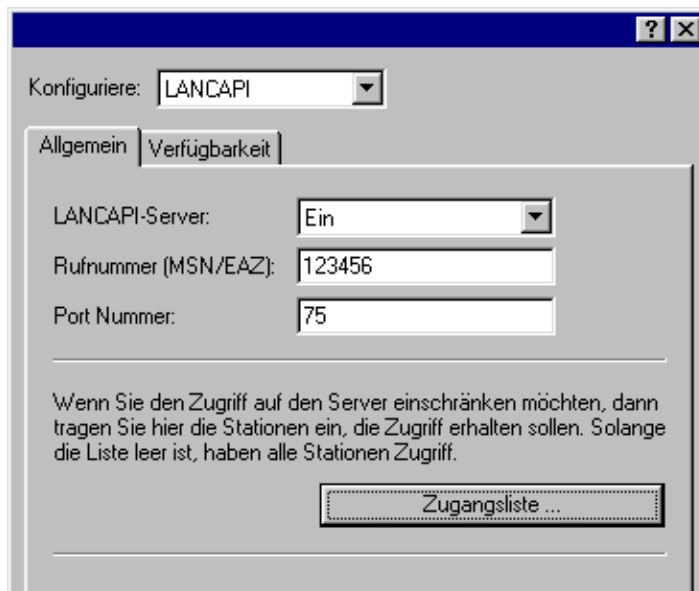 ?
Konfiguriere: LANCAPI
Allgemein Verfügbarkeit
LANCAPI-Server: Ein
Rufnummer (MSN/EAZ): 123456
Port Nummer: 75
Wenn Sie den Zugriff auf den Server einschränken möchten, dann
tragen Sie hier die Stationen ein, die Zugriff erhalten sollen. Solange
die Liste leer ist, haben alle Stationen Zugriff.
Zugangsliste ...